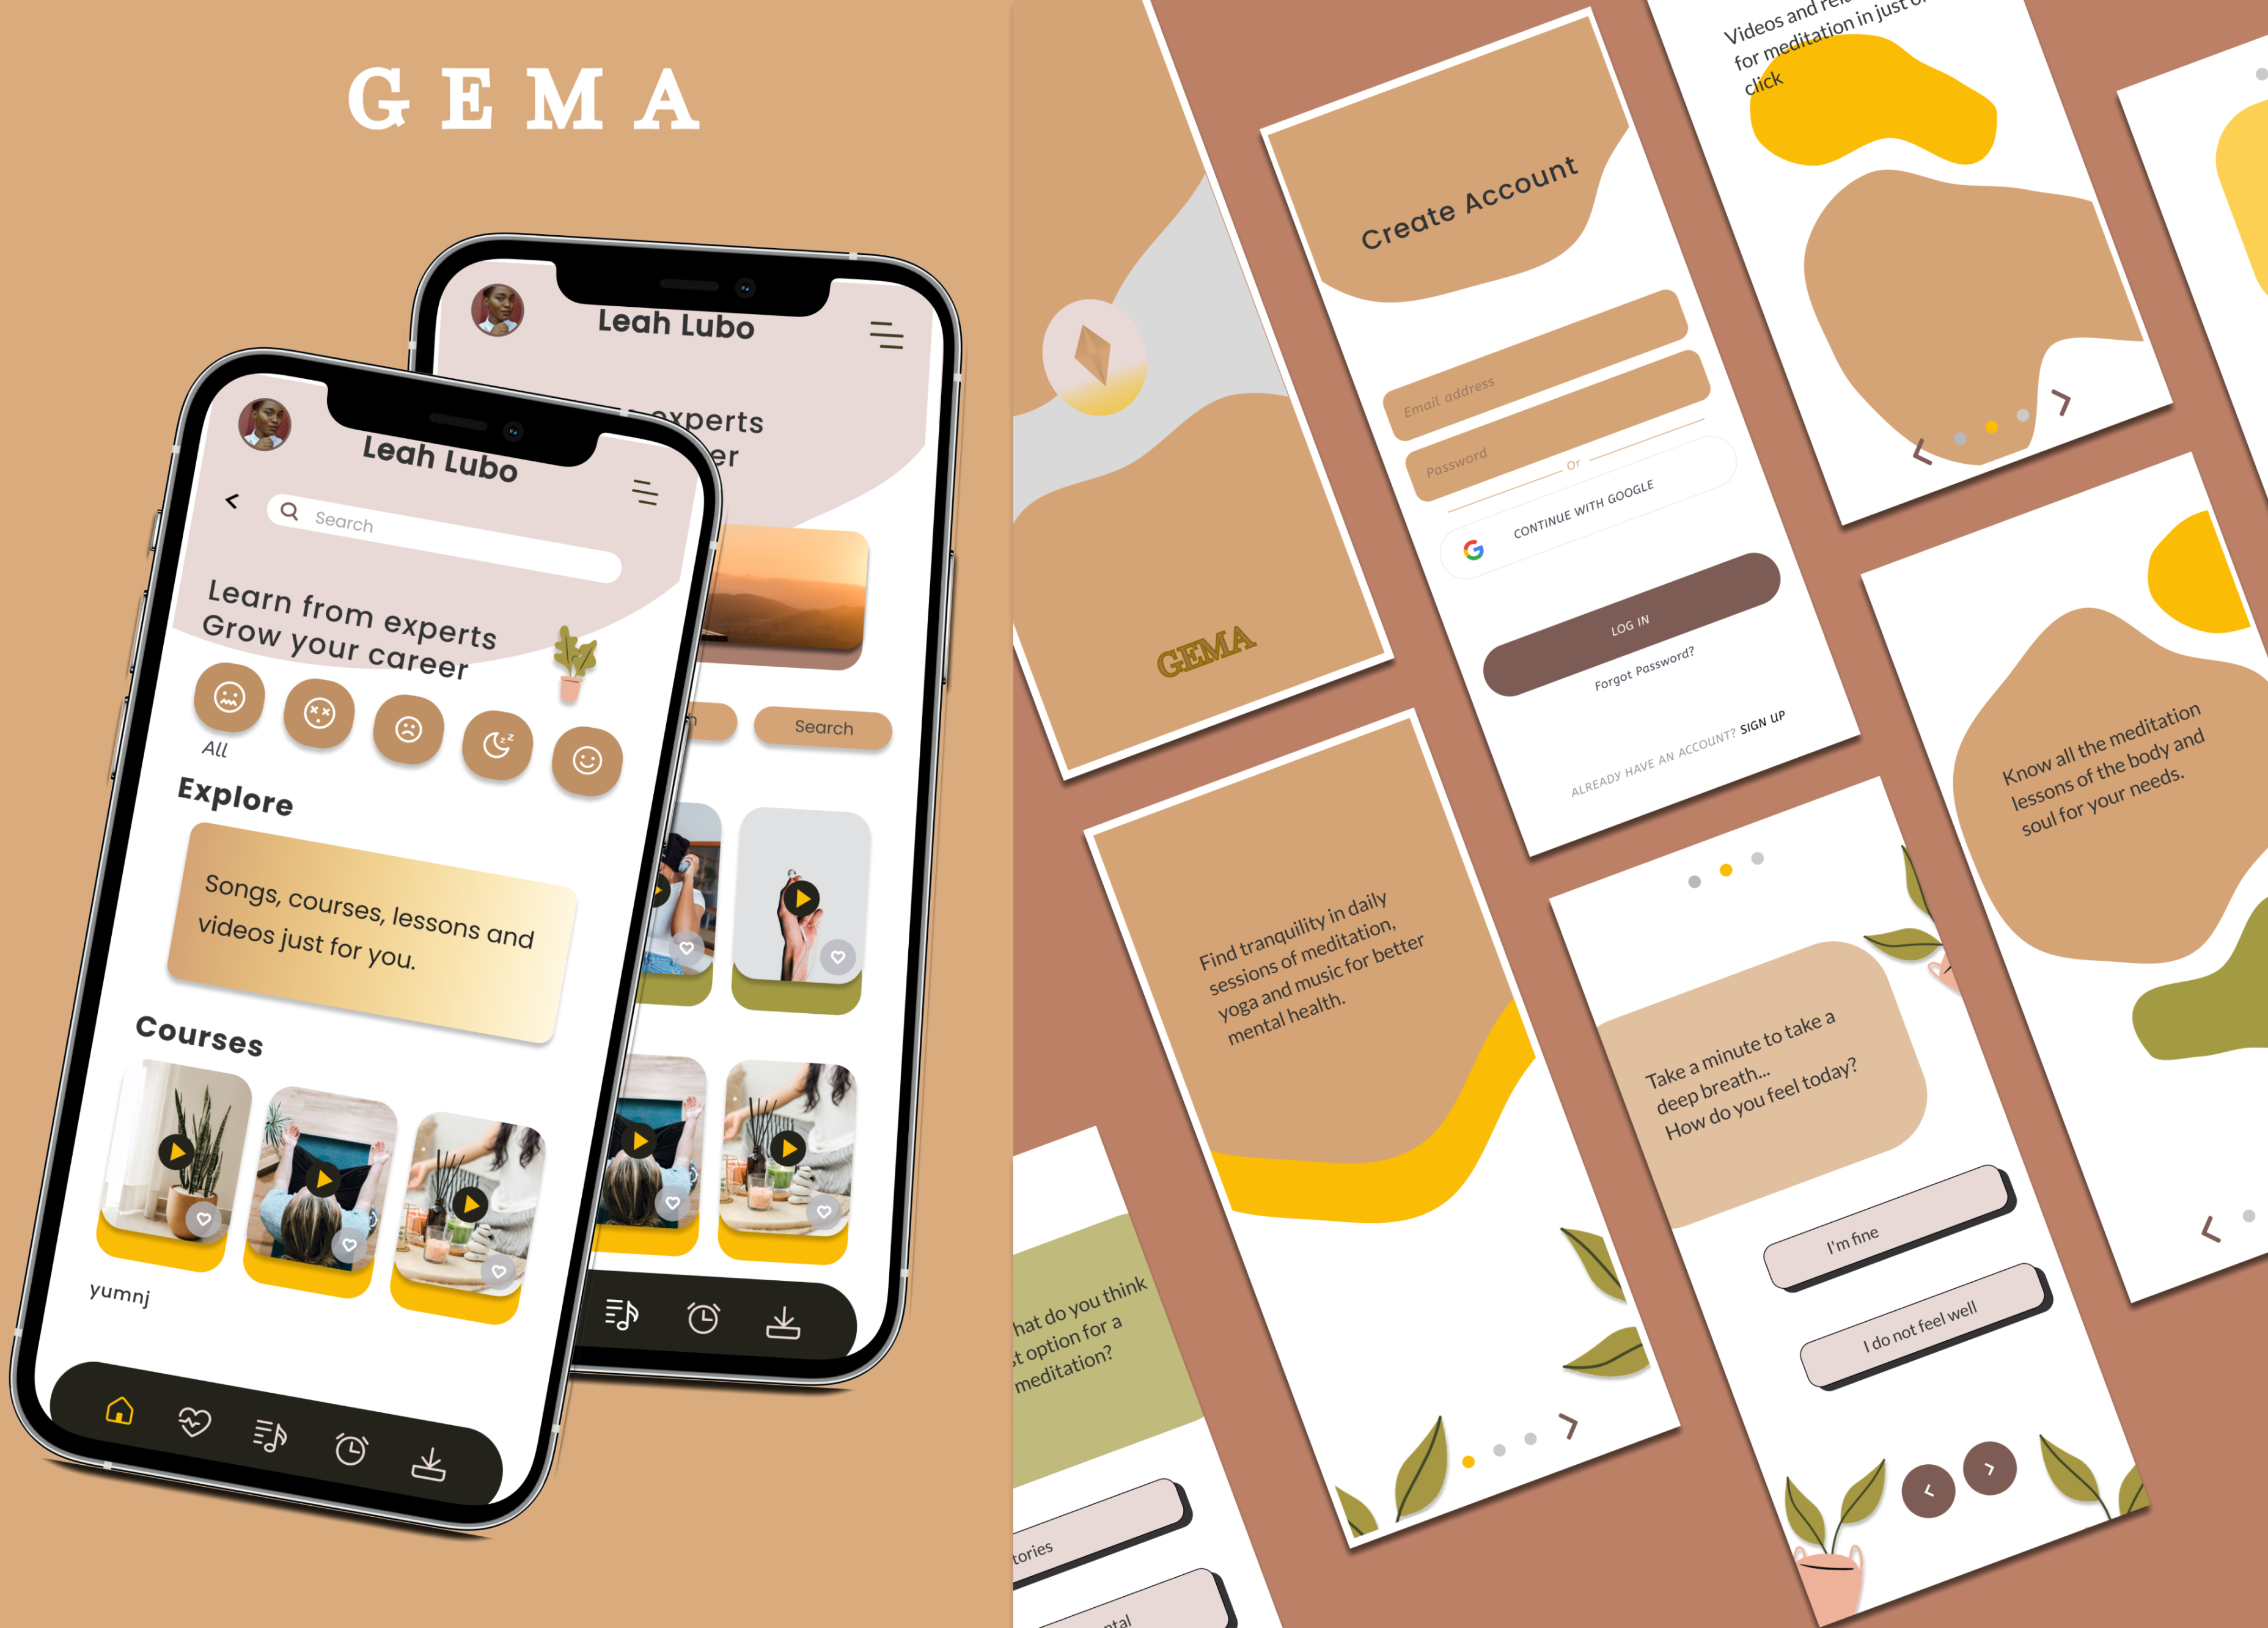 GEMA
Leah Lubo
experts
er
Search
Leah Lubo
Search
Learn from experts
Grow your career
All
Explore
Songs, courses, lessons and
videos just for you.
Courses
yumnj
GEMA
Create Account
Email address
Password
Or
CONTINUE WITH GOOGLE
LOG IN
Forgot Password?
ALREADY HAVE AN ACCOUNT? SIGN UP
Videos and
for meditation in just
click
Know all the meditation
lessons of the body and
soul for your needs.
Find tranquility in daily
sessions of meditation,
yoga and music for better
mental health.
Take a minute to take a
deep breath...
How do you feel today?
I'm fine
I do not feel well
hat do you think
st option for a
meditation?
tories
ntal